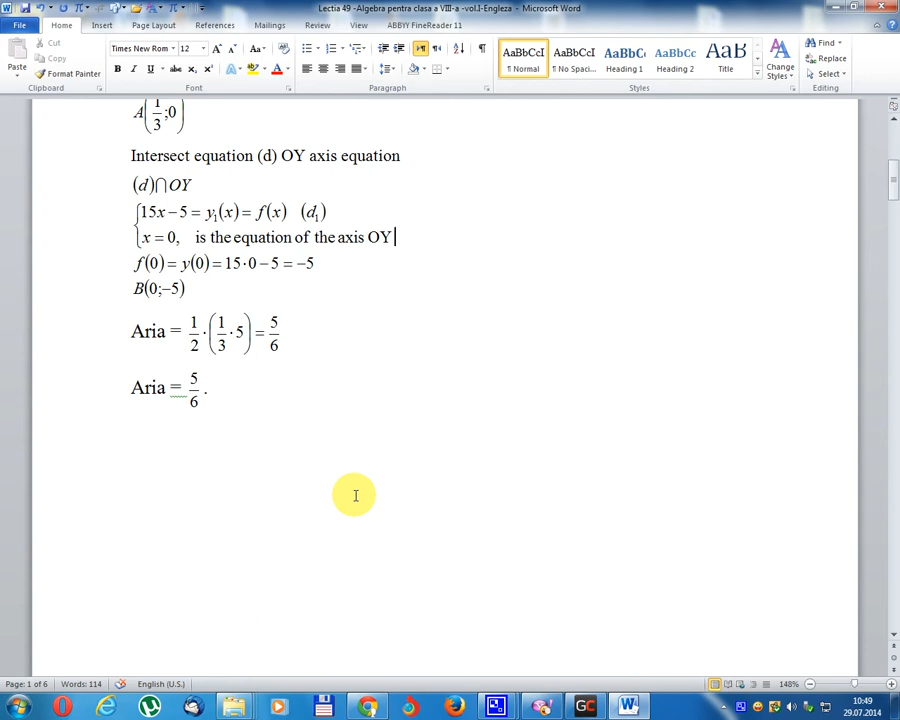 Lectia 49 -Algebra pentra clasa a VIII-a -vol.I-Engleza - Microsoft Word
File Home Insert Page Layout References Mailings Review View ABBYY FineReader 11
Paste
Cut
Copy
Format Painter
Clipboard
Times New Rom 12
Font
Paragraph
AaBbCcI AaBbCcI AaBbC AaBbCc AaB
¶ Normal ¶ No Spaci... Heading 1 Heading 2 Title
Styles
Change Styles
Find
Replace
Select
Editing
A(1/3;0)
Intersect equation (d) OY axis equation
(d)⋂OY
{15x−5 = y₁(x) = f(x) (d₁)
x = 0, is the equation of the axis OY
f(0) = y(0) = 15·0−5 = −5
B(0;−5)
Aria = 1/2·(1/3·5) = 5/6
Aria = 5/6.
Page: 1 of 6 Words: 114 English (U.S.) 148%
10:49
29.07.2014